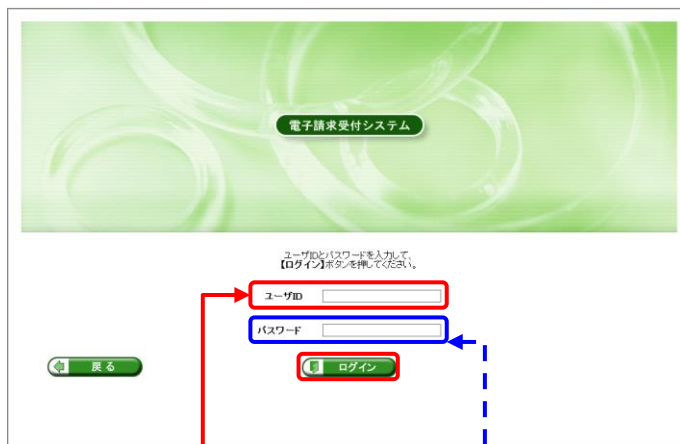 電子請求受付システム
ユーザIDとパスワードを入力して、
【ログイン】ボタンを押してください。
ユーザID
パスワード
戻る
ログイン